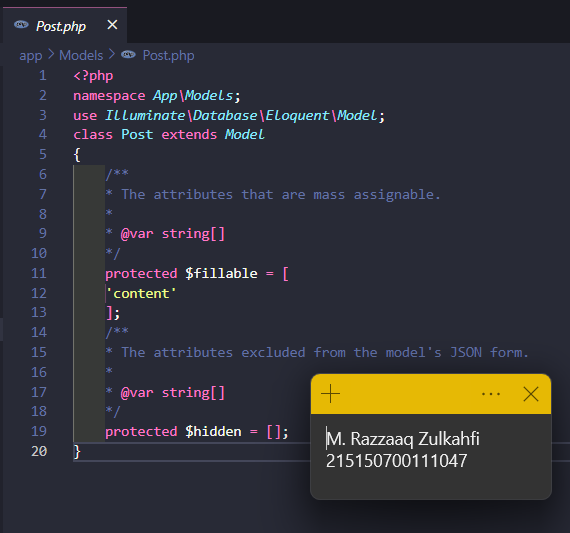 Post.php
app > Models > Post.php
1 <?php
2 namespace App\Models;
3 use Illuminate\Database\Eloquent\Model;
4 class Post extends Model
5 {
6 /**
7 * The attributes that are mass assignable.
8 *
9 * @var string[]
10 */
11 protected $fillable = [
12 'content'
13 ];
14 /**
15 * The attributes excluded from the model's JSON form.
16 *
17 * @var string[]
18 */
19 protected $hidden = [];
20 }
M. Razzaaq Zulkahfi
215150700111047